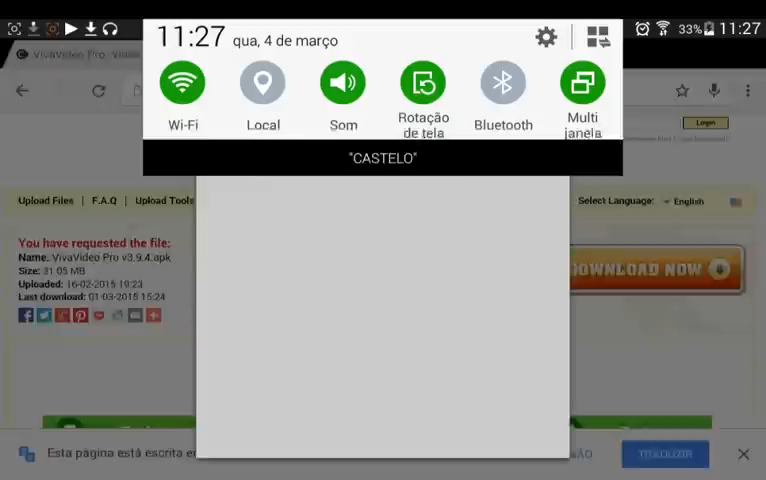 11:27 qua, 4 de março
33% 11:27
VivaVideo Pro
Wi-Fi
Local
Som
Rotação de tela
Bluetooth
Multi janela
"CASTELO"
Login
Upload Files | F.A.Q | Upload Tools
Select Language: English
You have requested the file:
Name. VivaVideo Pro v3.9.4.apk
Size: 31.05 MB
Uploaded: 16-02-2015 10:23
Last download: 01-03-2015 15:24
DOWNLOAD NOW
Esta página está escrita
TRADUZIR